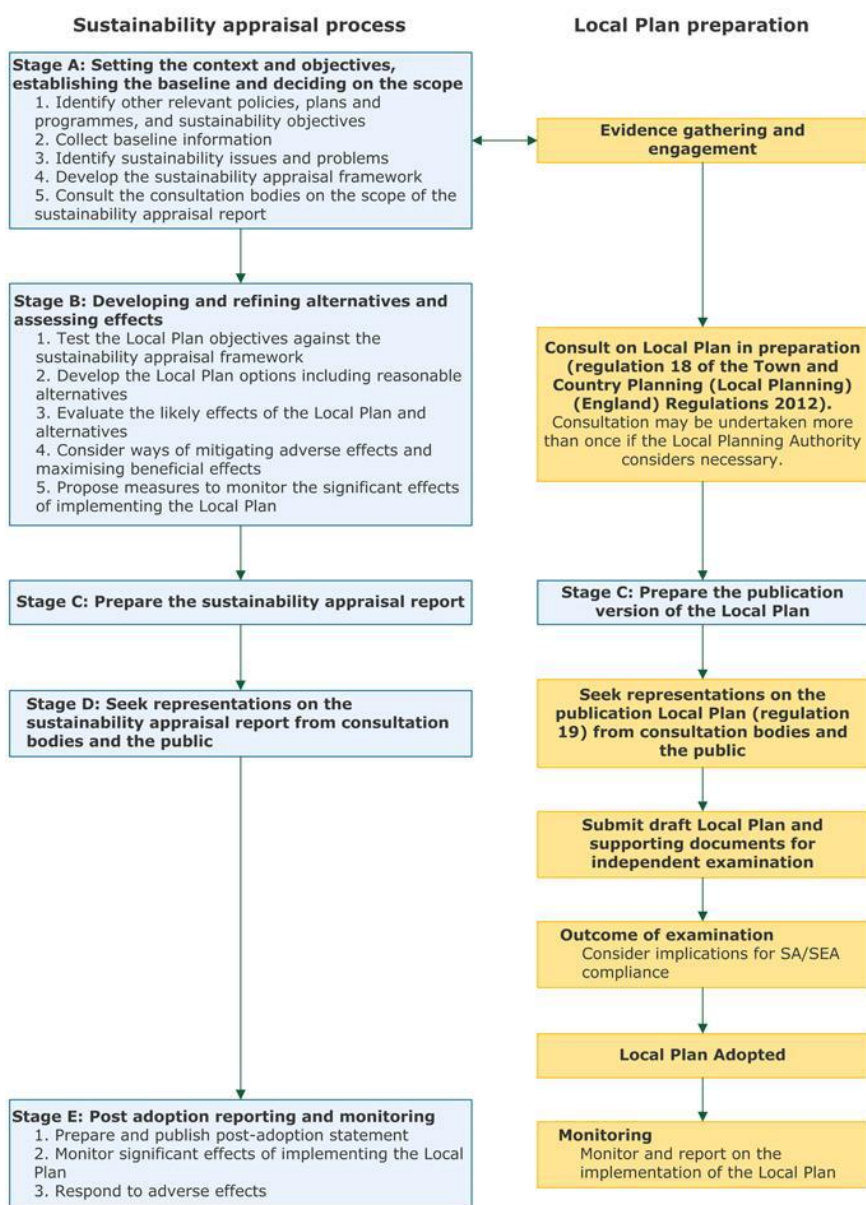 Sustainability appraisal process
Local Plan preparation
Stage A: Setting the context and objectives,
establishing the baseline and deciding on the scope
1. Identify other relevant policies, plans and
programmes, and sustainability objectives
2. Collect baseline information
3. Identify sustainability issues and problems
4. Develop the sustainability appraisal framework
5. Consult the consultation bodies on the scope of the
sustainability appraisal report
Evidence gathering and
engagement
Stage B: Developing and refining alternatives and
assessing effects
1. Test the Local Plan objectives against the
sustainability appraisal framework
2. Develop the Local Plan options including reasonable
alternatives
3. Evaluate the likely effects of the Local Plan and
alternatives
4. Consider ways of mitigating adverse effects and
maximising beneficial effects
5. Propose measures to monitor the significant effects
of implementing the Local Plan
Consult on Local Plan in preparation
(regulation 18 of the Town and
Country Planning (Local Planning)
(England) Regulations 2012).
Consultation may be undertaken more
than once if the Local Planning Authority
considers necessary.
Stage C: Prepare the sustainability appraisal report
Stage C: Prepare the publication
version of the Local Plan
Stage D: Seek representations on the
sustainability appraisal report from consultation
bodies and the public
Seek representations on the
publication Local Plan (regulation
19) from consultation bodies and
the public
Submit draft Local Plan and
supporting documents for
independent examination
Outcome of examination
Consider implications for SA/SEA
compliance
Local Plan Adopted
Stage E: Post adoption reporting and monitoring
1. Prepare and publish post-adoption statement
2. Monitor significant effects of implementing the Local
Plan
3. Respond to adverse effects
Monitoring
Monitor and report on the
implementation of the Local Plan